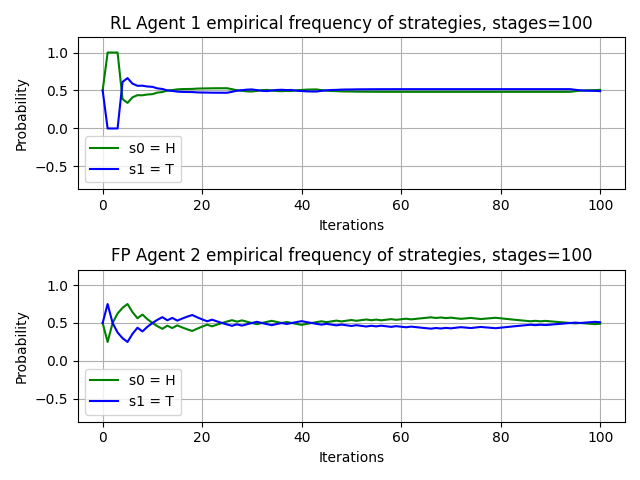 RL Agent 1 empirical frequency of strategies, stages=100
1.0
0.5
0.0
−0.5
Probability
s0 = H
s1 = T
0 20 40 60 80 100
Iterations
FP Agent 2 empirical frequency of strategies, stages=100
1.0
0.5
0.0
−0.5
Probability
s0 = H
s1 = T
0 20 40 60 80 100
Iterations